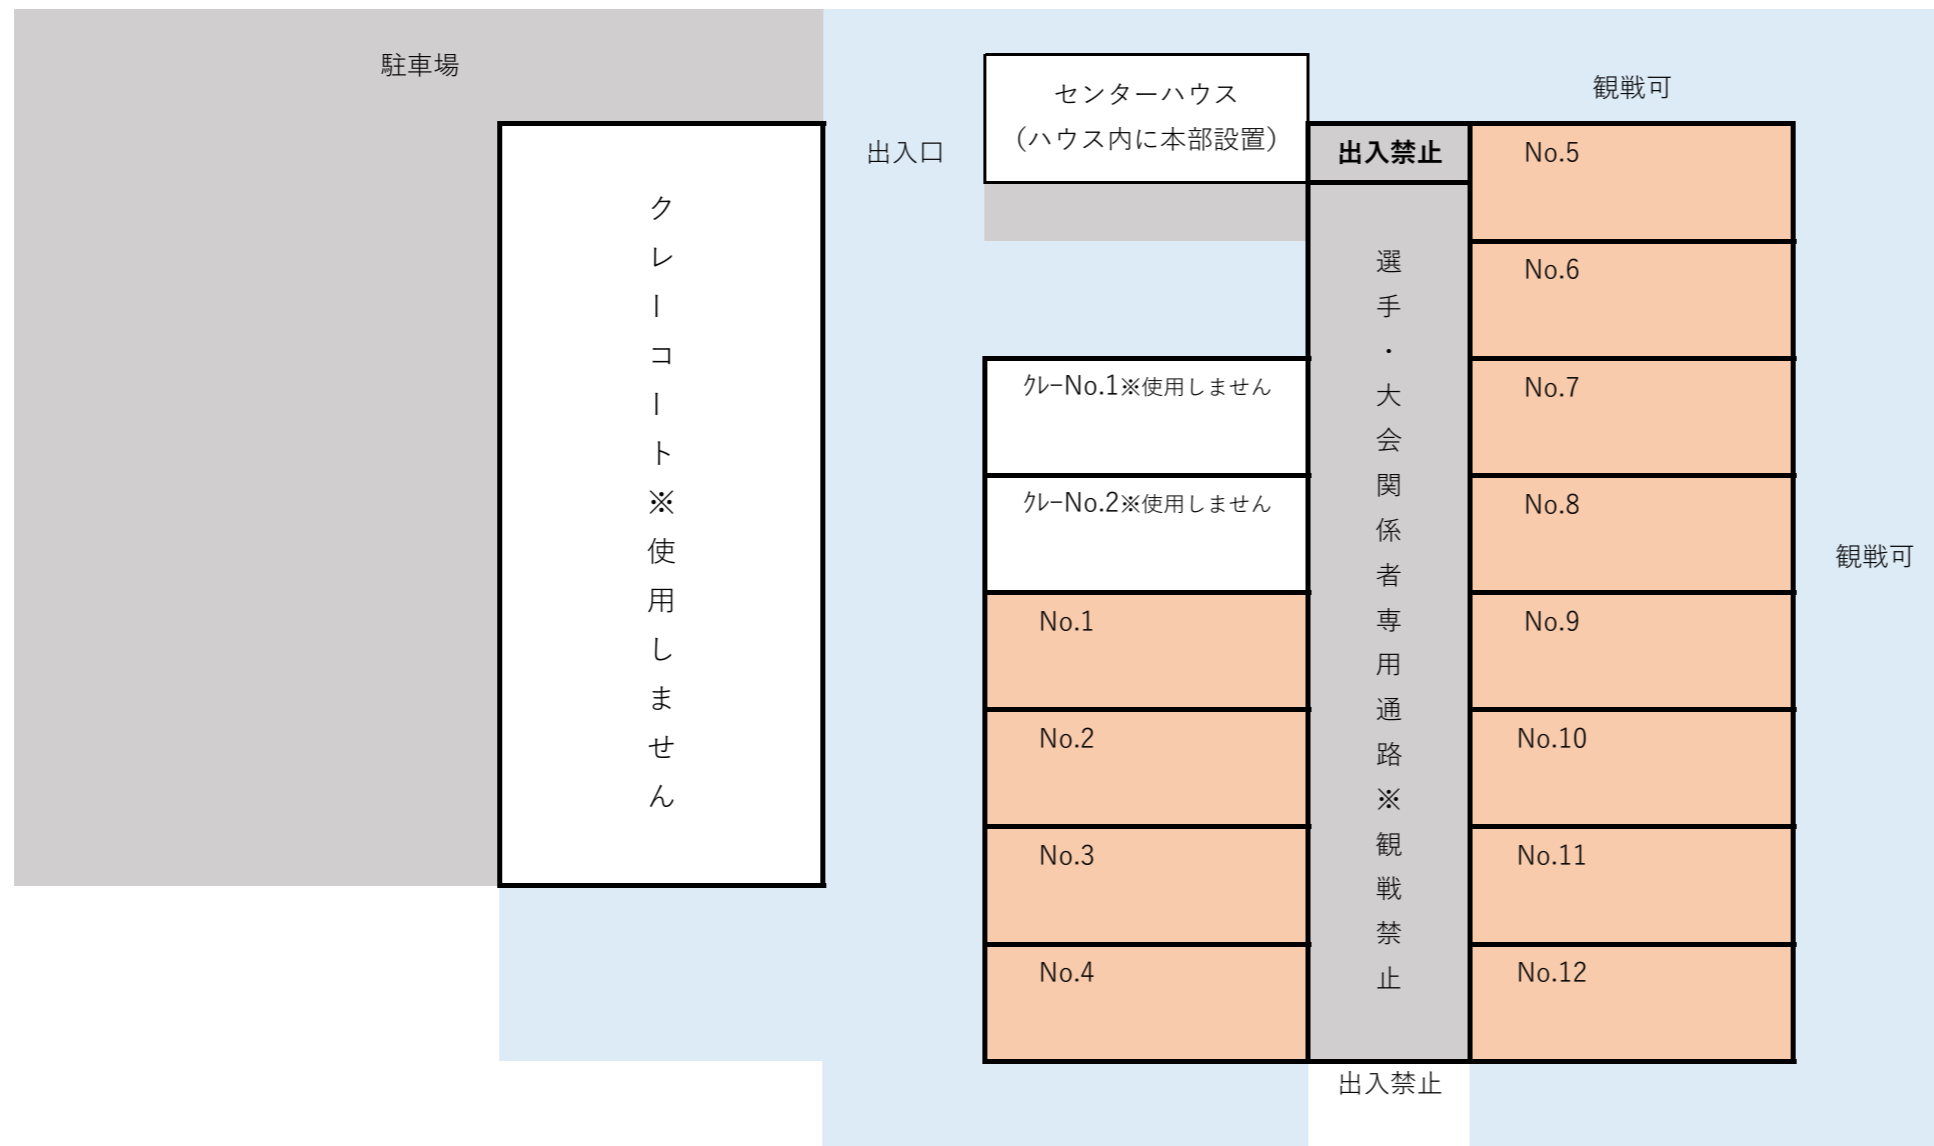 駐車場
センターハウス
（ハウス内に本部設置）
観戦可
出入口
出入禁止
No.5
クレーコート※使用しません
選手・大会関係者専用通路※観戦禁止
No.6
ｸﾚｰNo.1※使用しません
No.7
ｸﾚｰNo.2※使用しません
No.8
観戦可
No.1
No.9
No.2
No.10
No.3
No.11
No.4
No.12
出入禁止